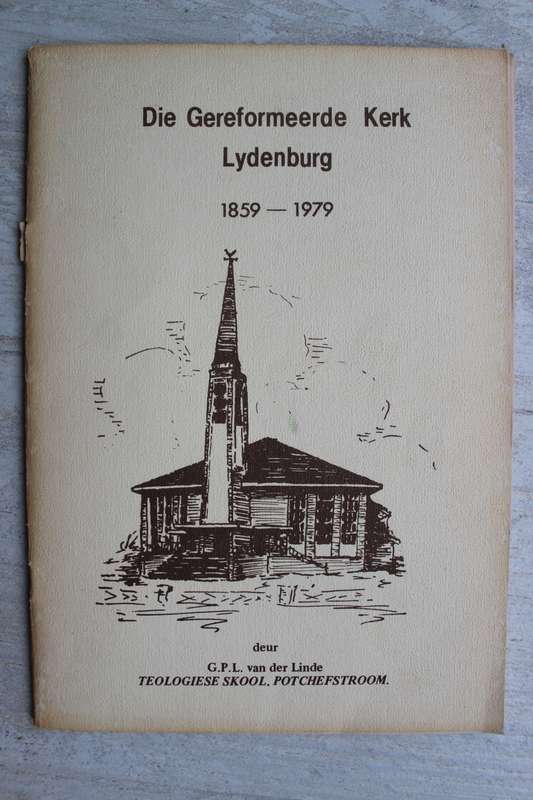 Die Gereformeerde Kerk
Lydenburg
1859 — 1979
deur
G.P.L. van der Linde
TEOLOGIESE SKOOL, POTCHEFSTROOM.